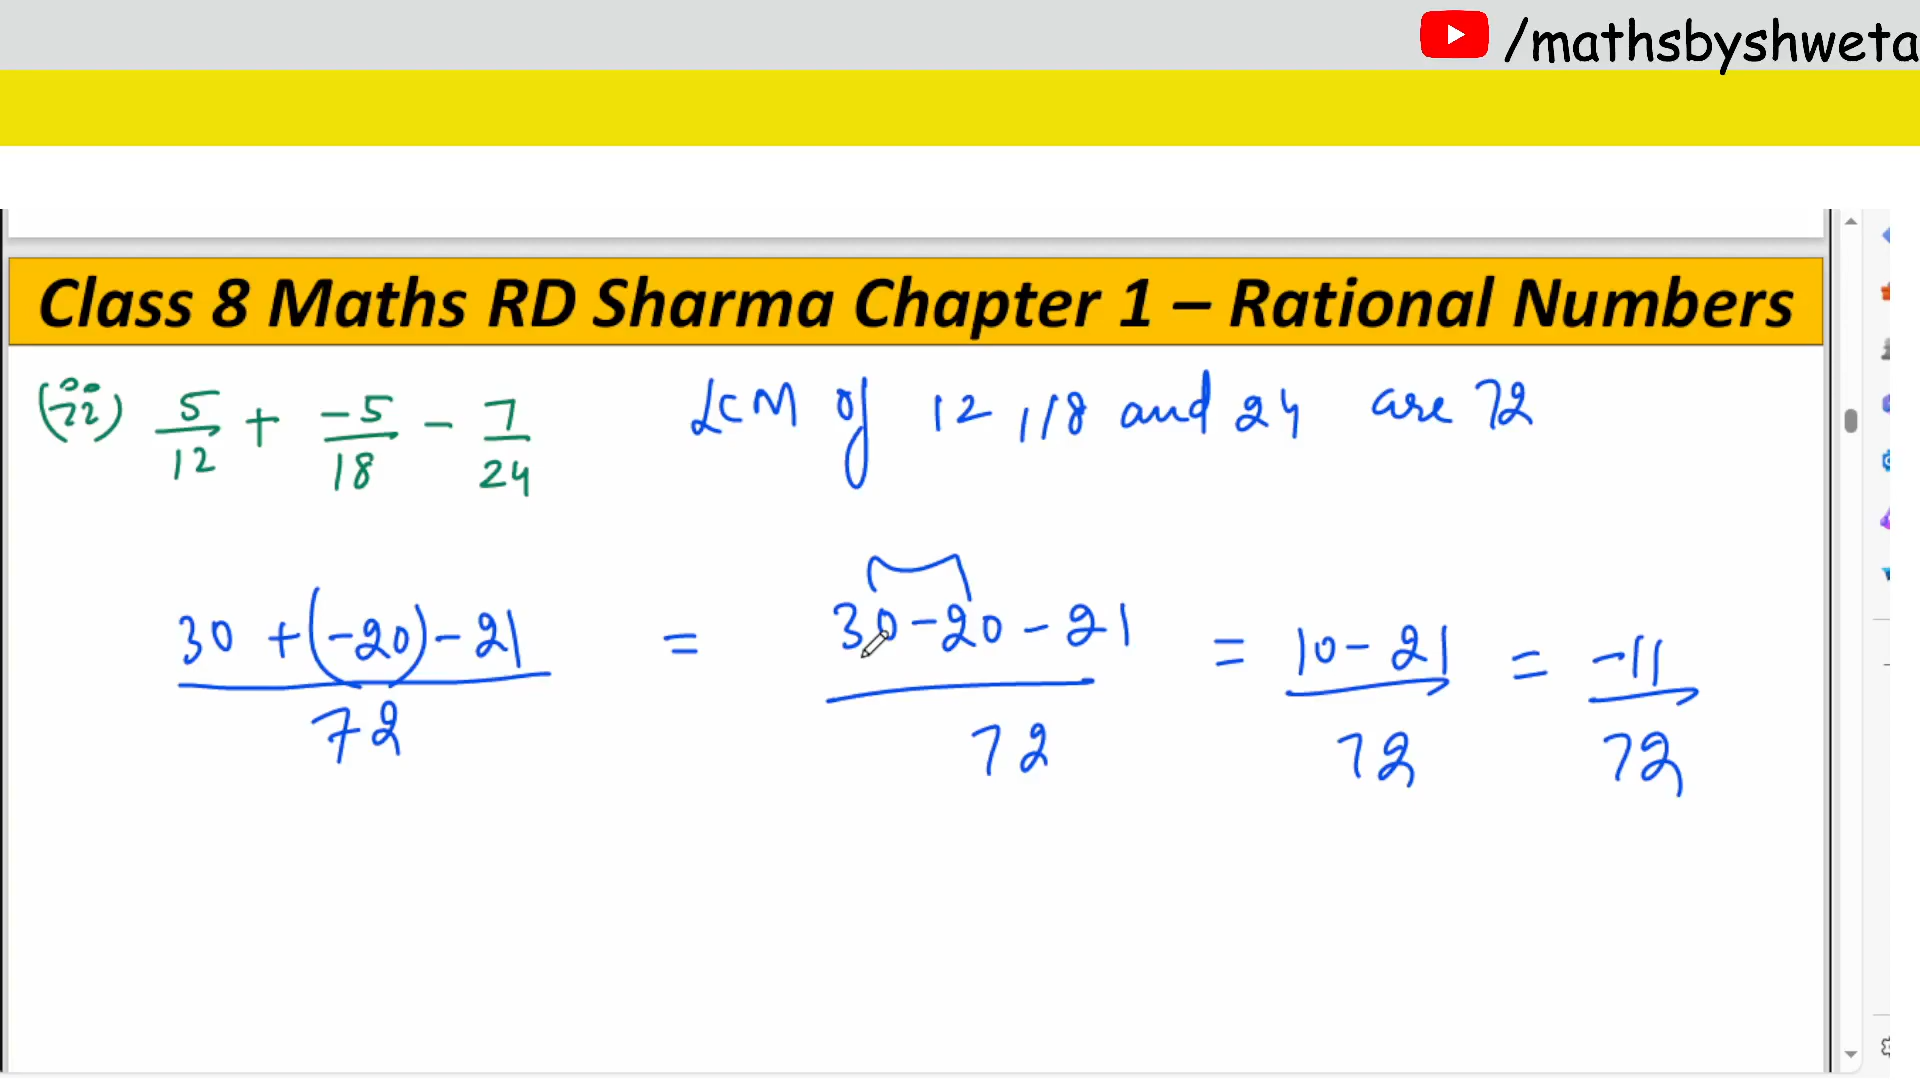 /mathsbyshweta
Class 8 Maths RD Sharma Chapter 1 – Rational Numbers
(ii) 5/12 + -5/18 - 7/24 LCM of 12, 18 and 24 are 72
30 + (-20) - 21 / 72 = 30 - 20 - 21 / 72 = 10 - 21 / 72 = -11 / 72